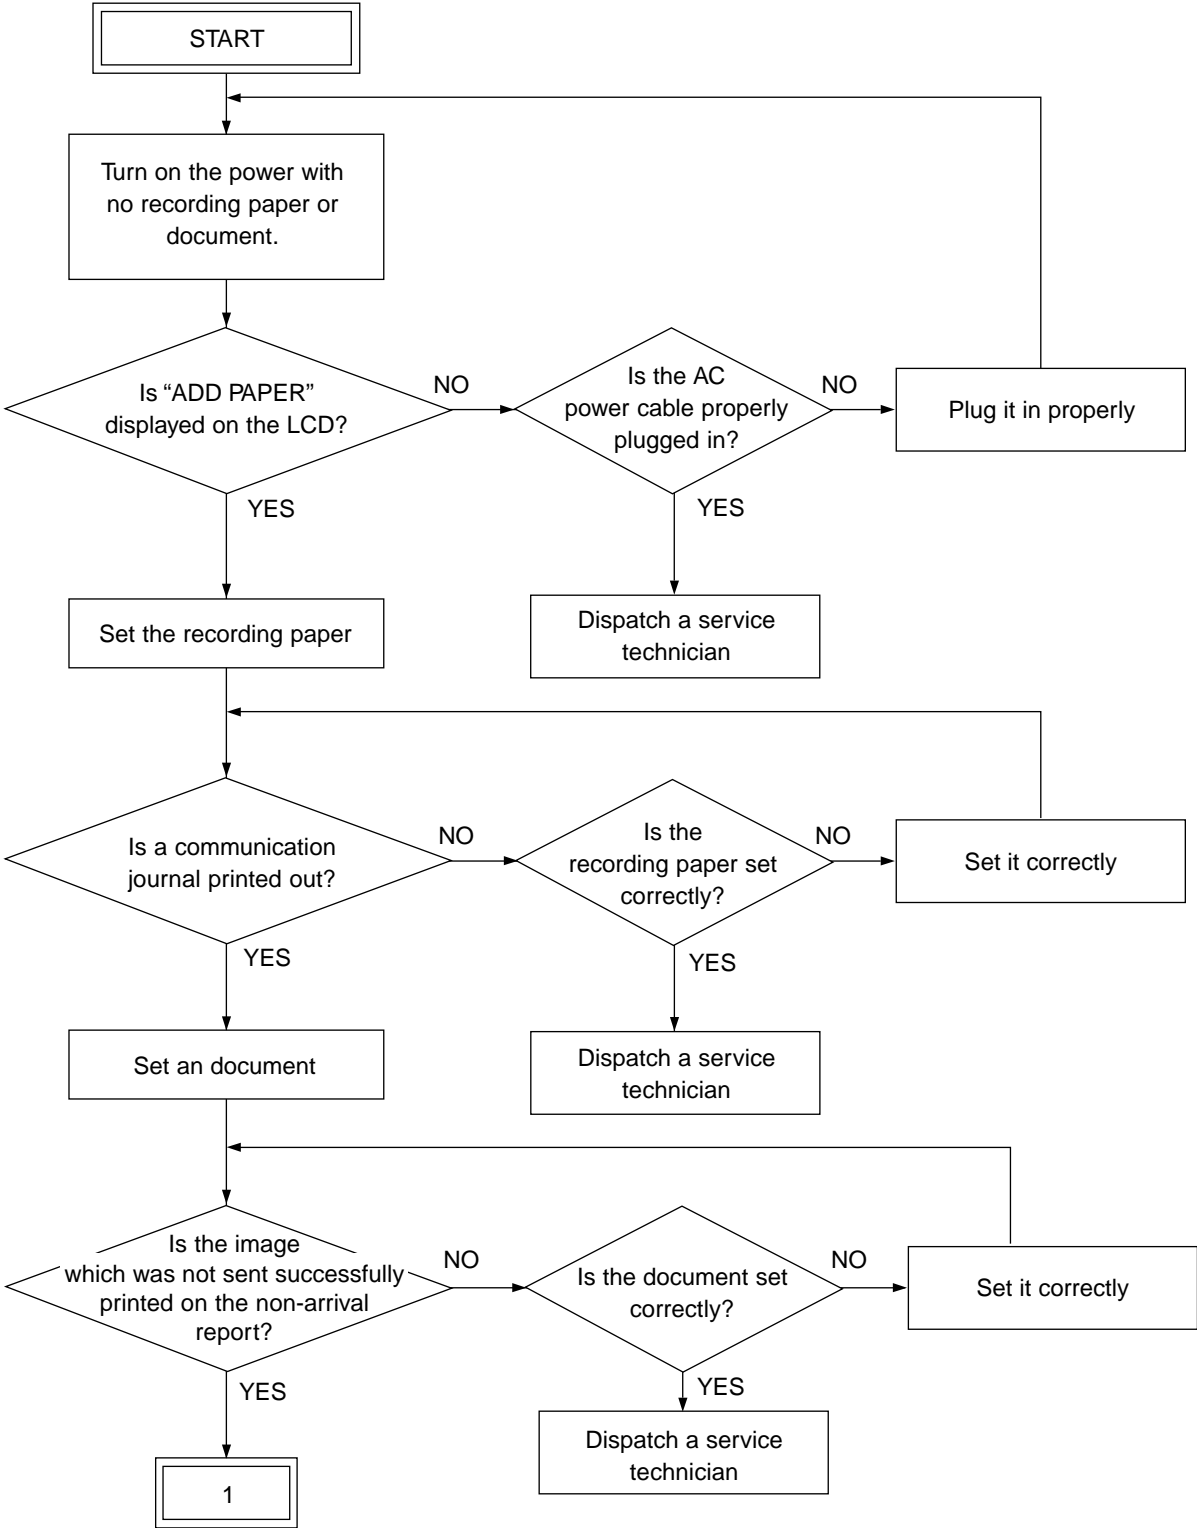 START
Turn on the power with
no recording paper or
document.
Is “ADD PAPER”
displayed on the LCD?
NO
Is the AC
power cable properly
plugged in?
NO
Plug it in properly
YES
YES
Dispatch a service
technician
Set the recording paper
Is a communication
journal printed out?
NO
Is the
recording paper set
correctly?
NO
Set it correctly
YES
YES
Dispatch a service
technician
Set an document
Is the image
which was not sent successfully
printed on the non-arrival
report?
NO
Is the document set
correctly?
NO
Set it correctly
YES
YES
Dispatch a service
technician
1